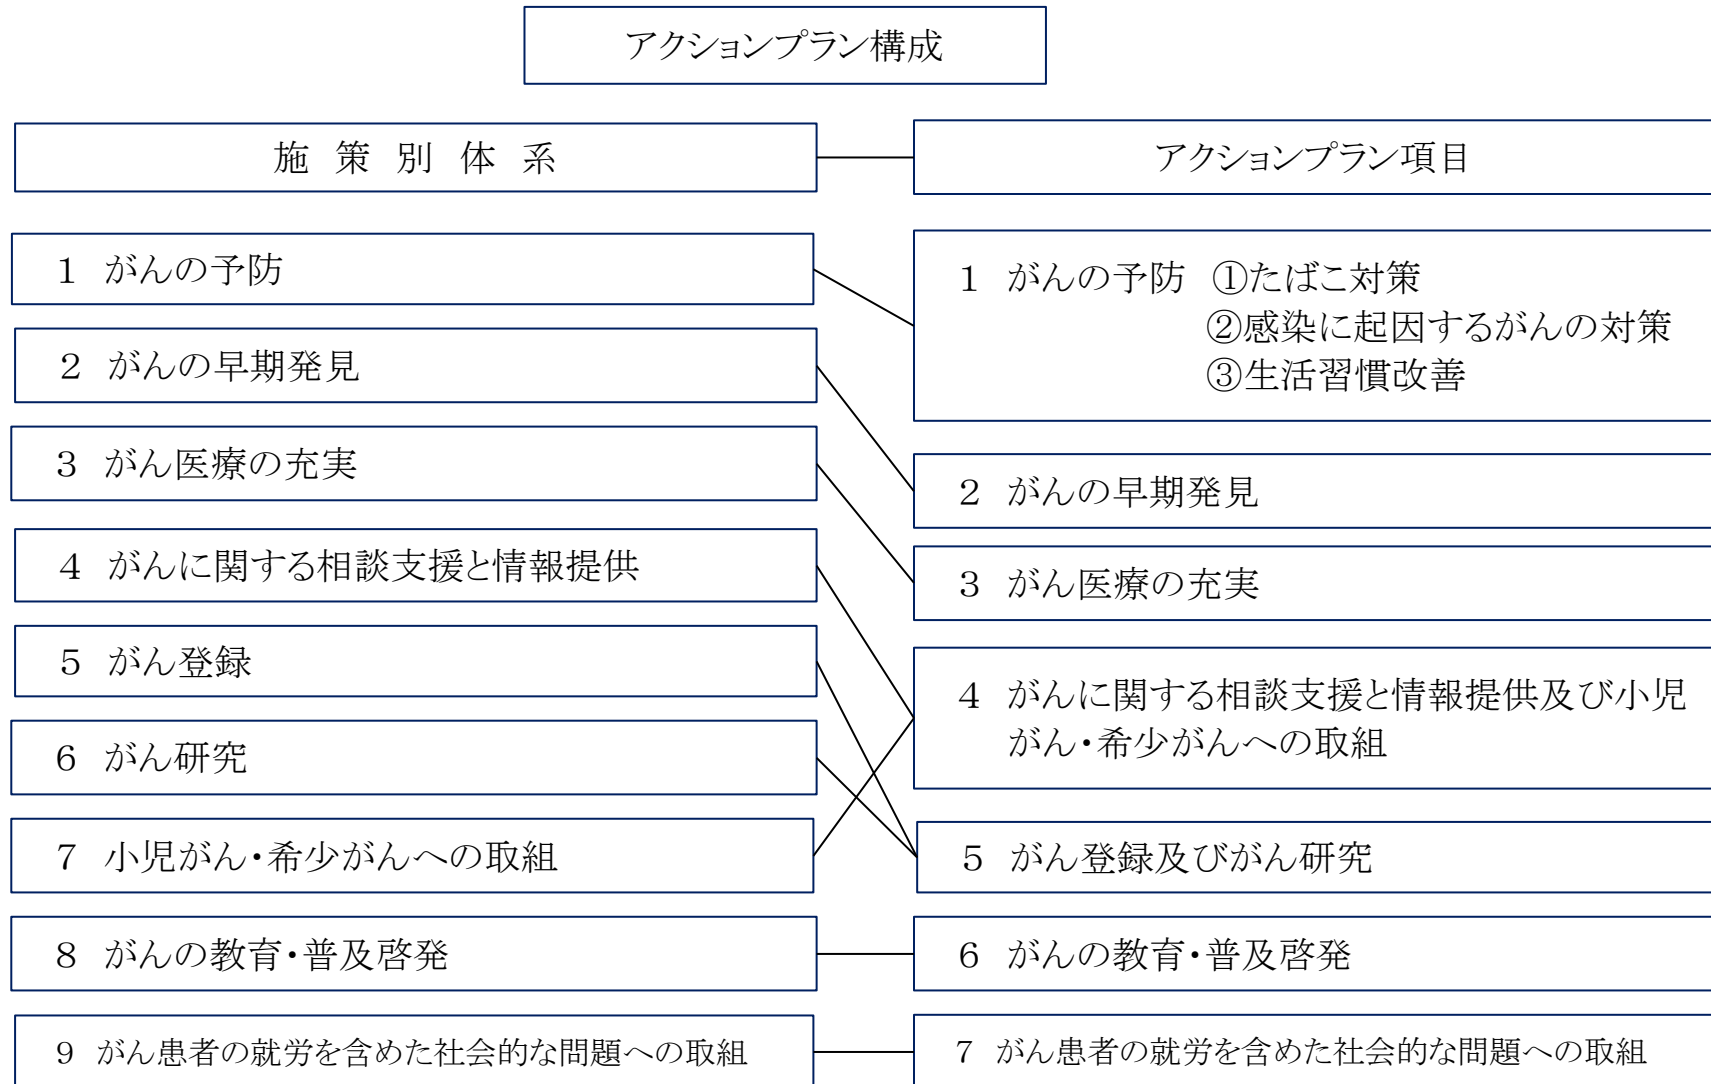 アクションプラン構成
施策別体系
アクションプラン項目
１ がんの予防
２ がんの早期発見
３ がん医療の充実
４ がんに関する相談支援と情報提供
５ がん登録
６ がん研究
７ 小児がん・希少がんへの取組
８ がんの教育・普及啓発
９ がん患者の就労を含めた社会的な問題への取組
１ がんの予防 ①たばこ対策
②感染に起因するがんの対策
③生活習慣改善
２ がんの早期発見
３ がん医療の充実
４ がんに関する相談支援と情報提供及び小児
がん・希少がんへの取組
５ がん登録及びがん研究
６ がんの教育・普及啓発
７ がん患者の就労を含めた社会的な問題への取組